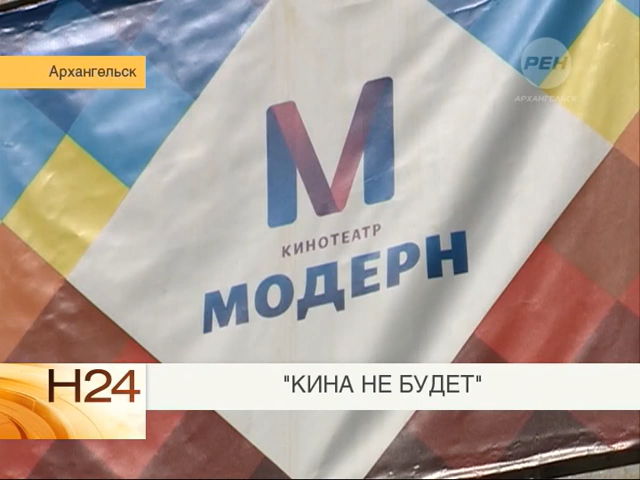 Архангельск
РЕН
АРХАНГЕЛЬСК
М
КИНОТЕАТР
МОДЕРН
Н24
"КИНА НЕ БУДЕТ"